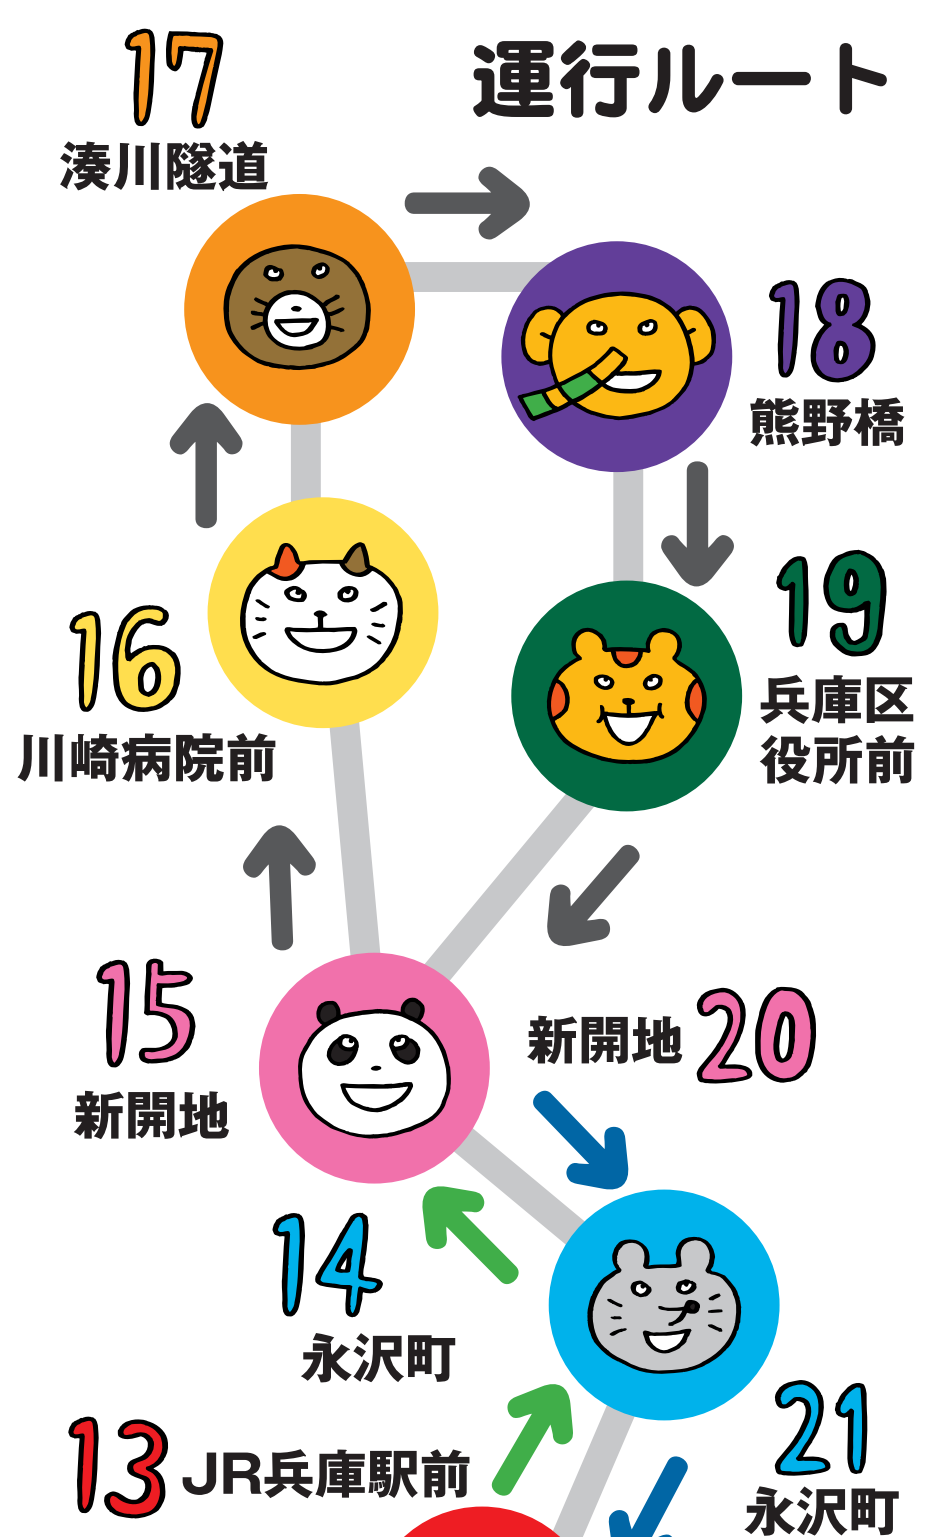 運行ルート
17
湊川隧道
18
熊野橋
19
兵庫区
役所前
16
川崎病院前
15
新開地
新開地 20
14
永沢町
13 JR兵庫駅前
21
永沢町